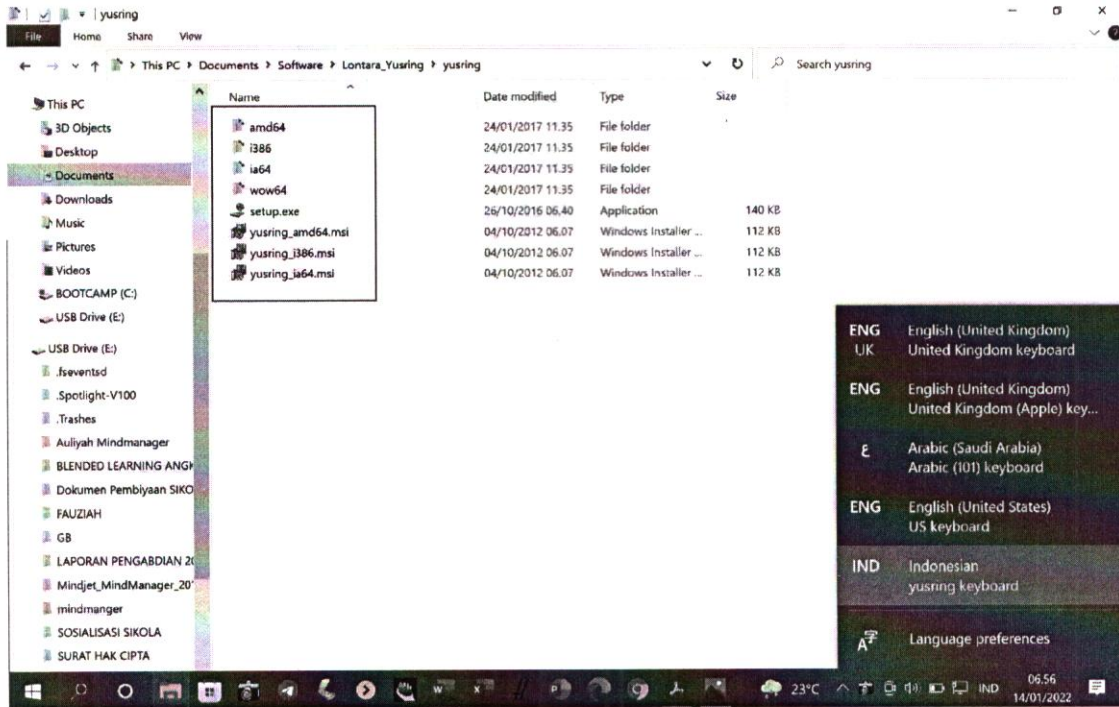 yusring
File Home Share View
This PC › Documents › Software › Lontara_Yusring › yusring
Search yusring
Name Date modified Type Size
amd64 24/01/2017 11.35 File folder
i386 24/01/2017 11.35 File folder
ia64 24/01/2017 11.35 File folder
wow64 24/01/2017 11.35 File folder
setup.exe 26/10/2016 06.40 Application 140 KB
yusring_amd64.msi 04/10/2012 06.07 Windows Installer ... 112 KB
yusring_i386.msi 04/10/2012 06.07 Windows Installer ... 112 KB
yusring_ia64.msi 04/10/2012 06.07 Windows Installer ... 112 KB
This PC
3D Objects
Desktop
Documents
Downloads
Music
Pictures
Videos
BOOTCAMP (C:)
USB Drive (E:)
USB Drive (E:)
.fseventsd
.Spotlight-V100
.Trashes
Auliyah Mindmanager
BLENDED LEARNING ANGK
Dokumen Pembiyaan SIKO
FAUZIAH
GB
LAPORAN PENGABDIAN 20
Mindjet_MindManager_20
mindmanger
SOSIALISASI SIKOLA
SURAT HAK CIPTA
ENG English (United Kingdom)
UK United Kingdom keyboard
ENG English (United Kingdom)
United Kingdom (Apple) key...
ع Arabic (Saudi Arabia)
Arabic (101) keyboard
ENG English (United States)
US keyboard
IND Indonesian
yusring keyboard
Language preferences
23°C IND 06.56
14/01/2022